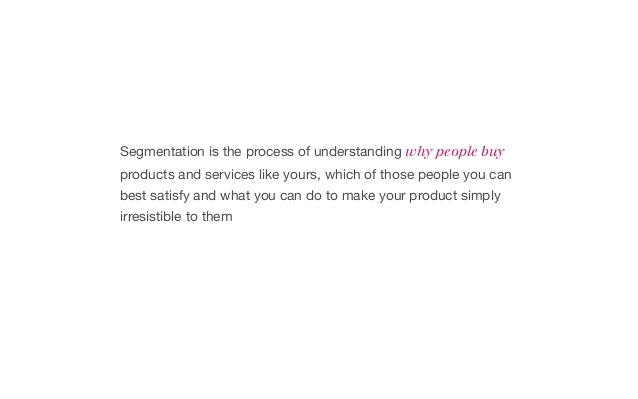 Segmentation is the process of understanding why people buy
products and services like yours, which of those people you can
best satisfy and what you can do to make your product simply
irresistible to them